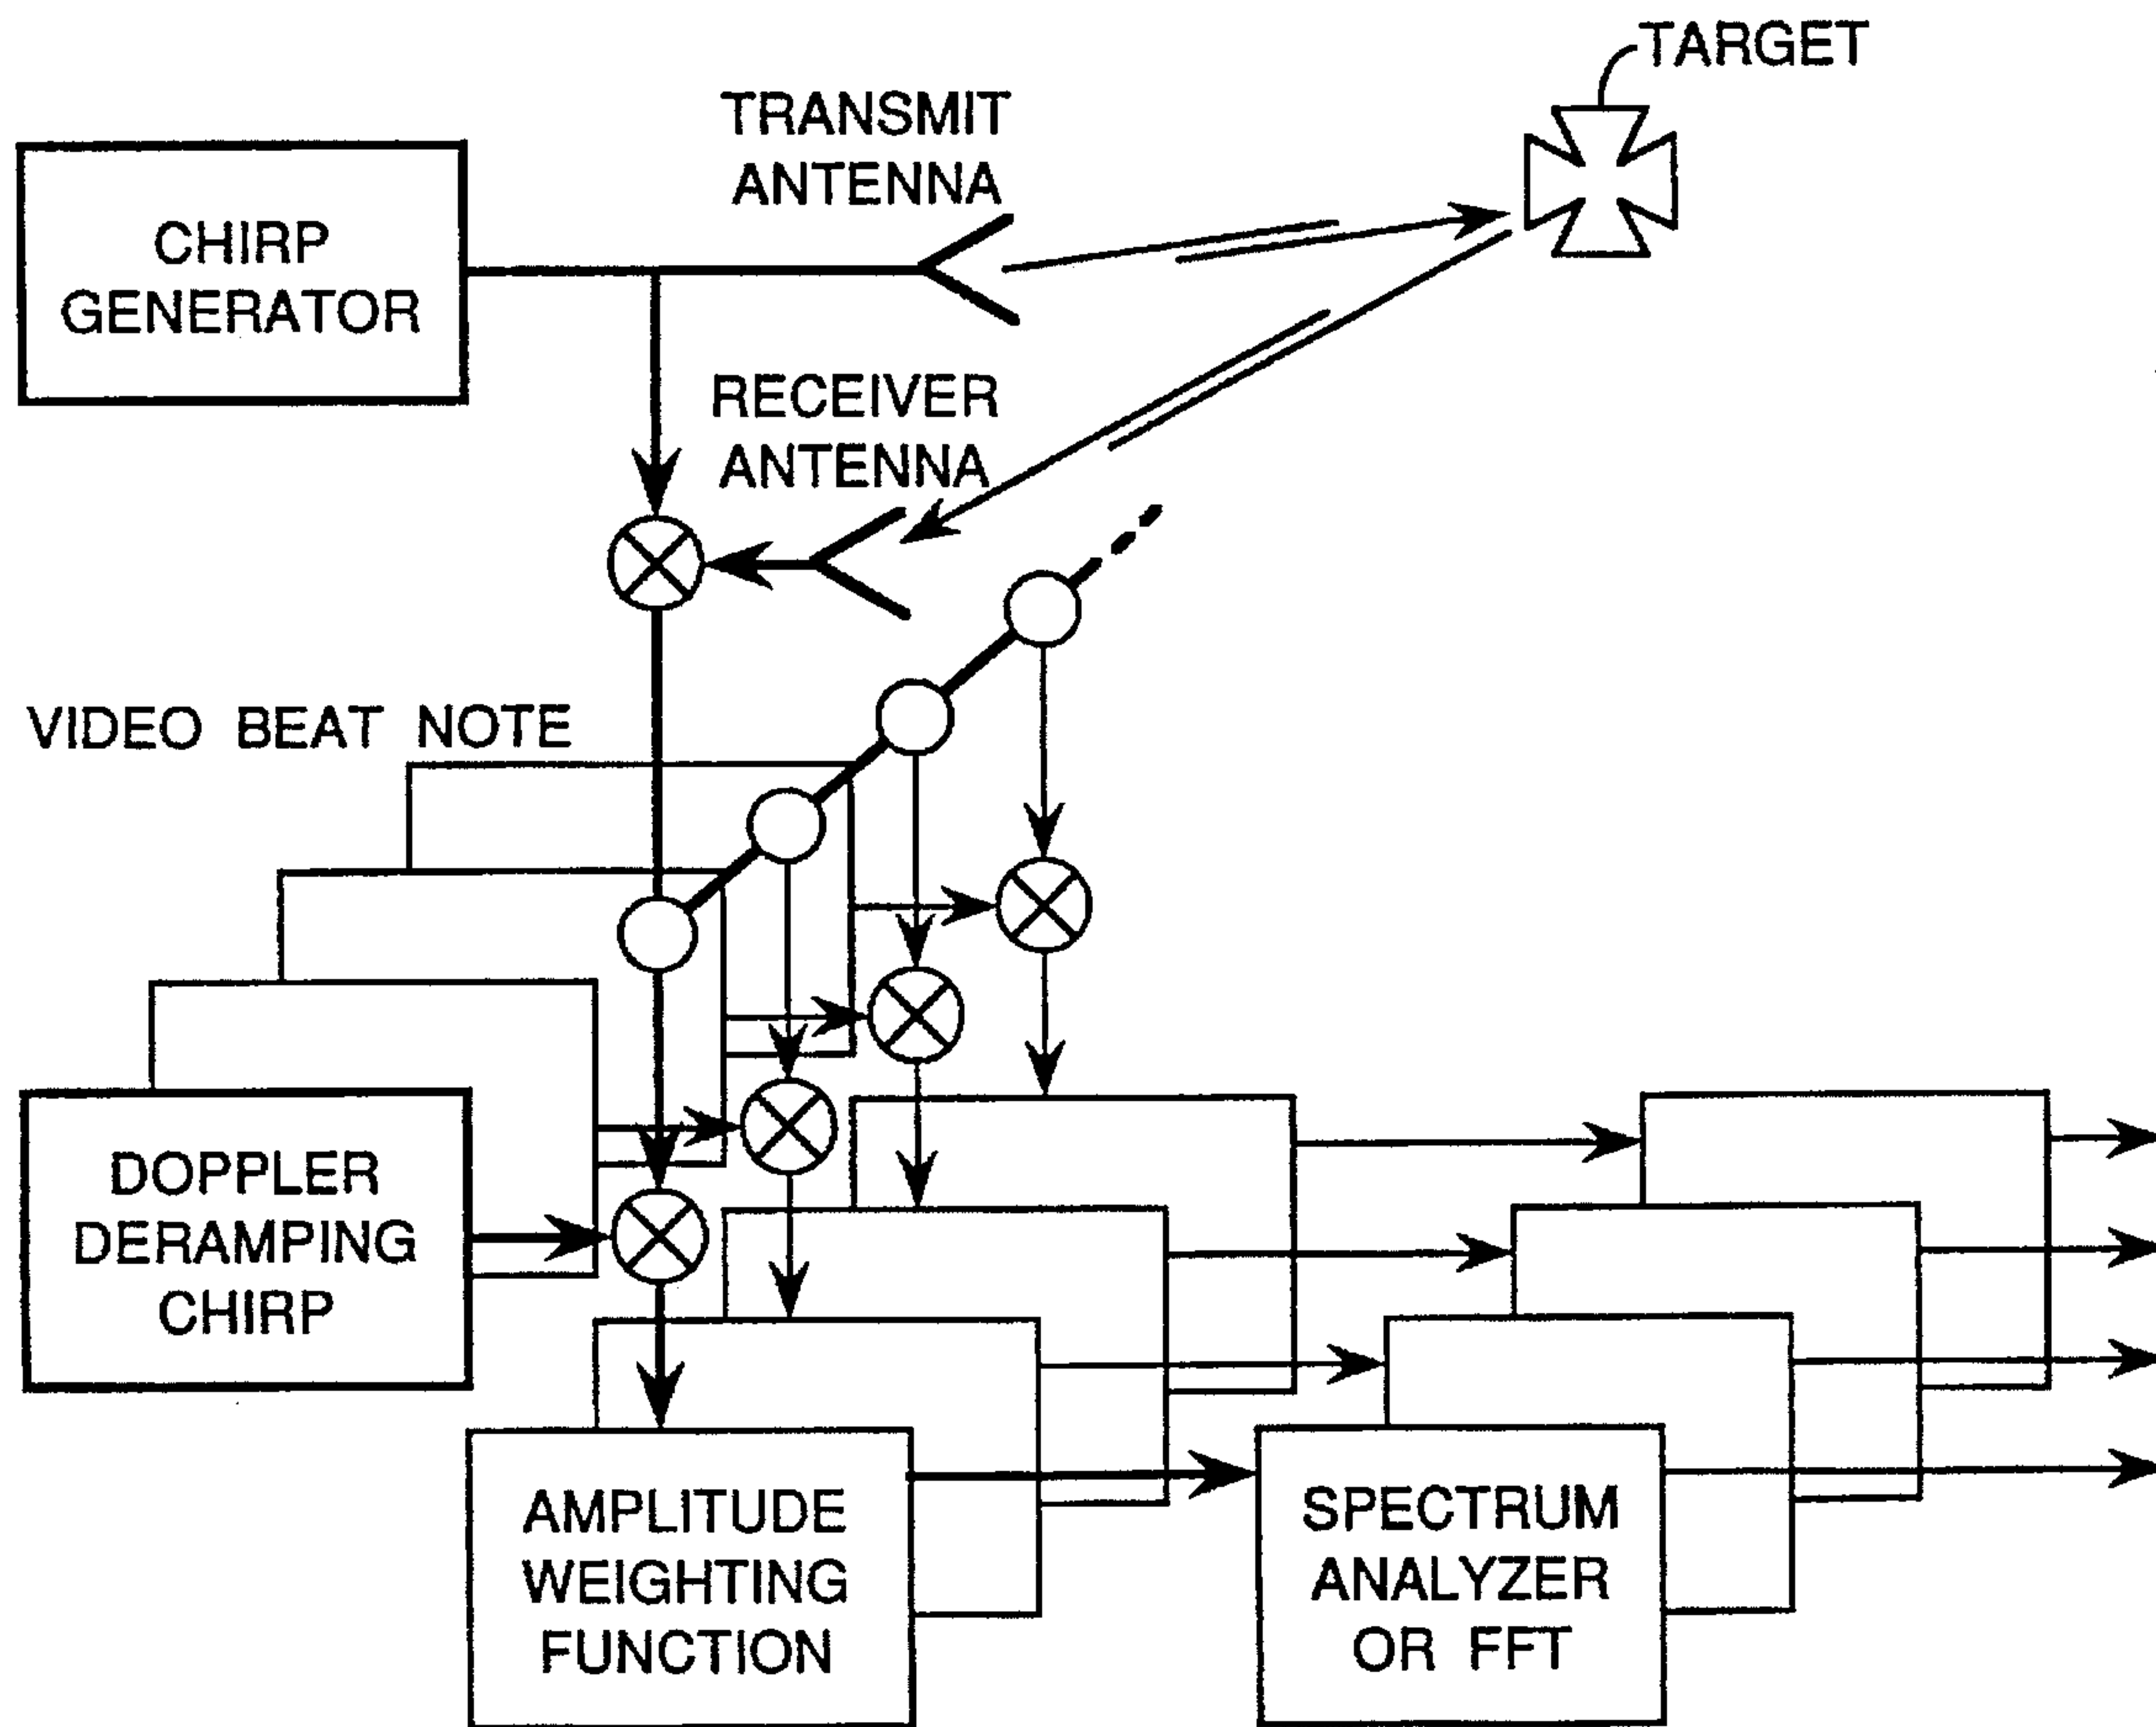 TARGET
TRANSMIT
ANTENNA
CHIRP
GENERATOR
RECEIVER
ANTENNA
VIDEO BEAT NOTE
DOPPLER
DERAMPING
CHIRP
AMPLITUDE
WEIGHTING
FUNCTION
SPECTRUM
ANALYZER
OR FFT